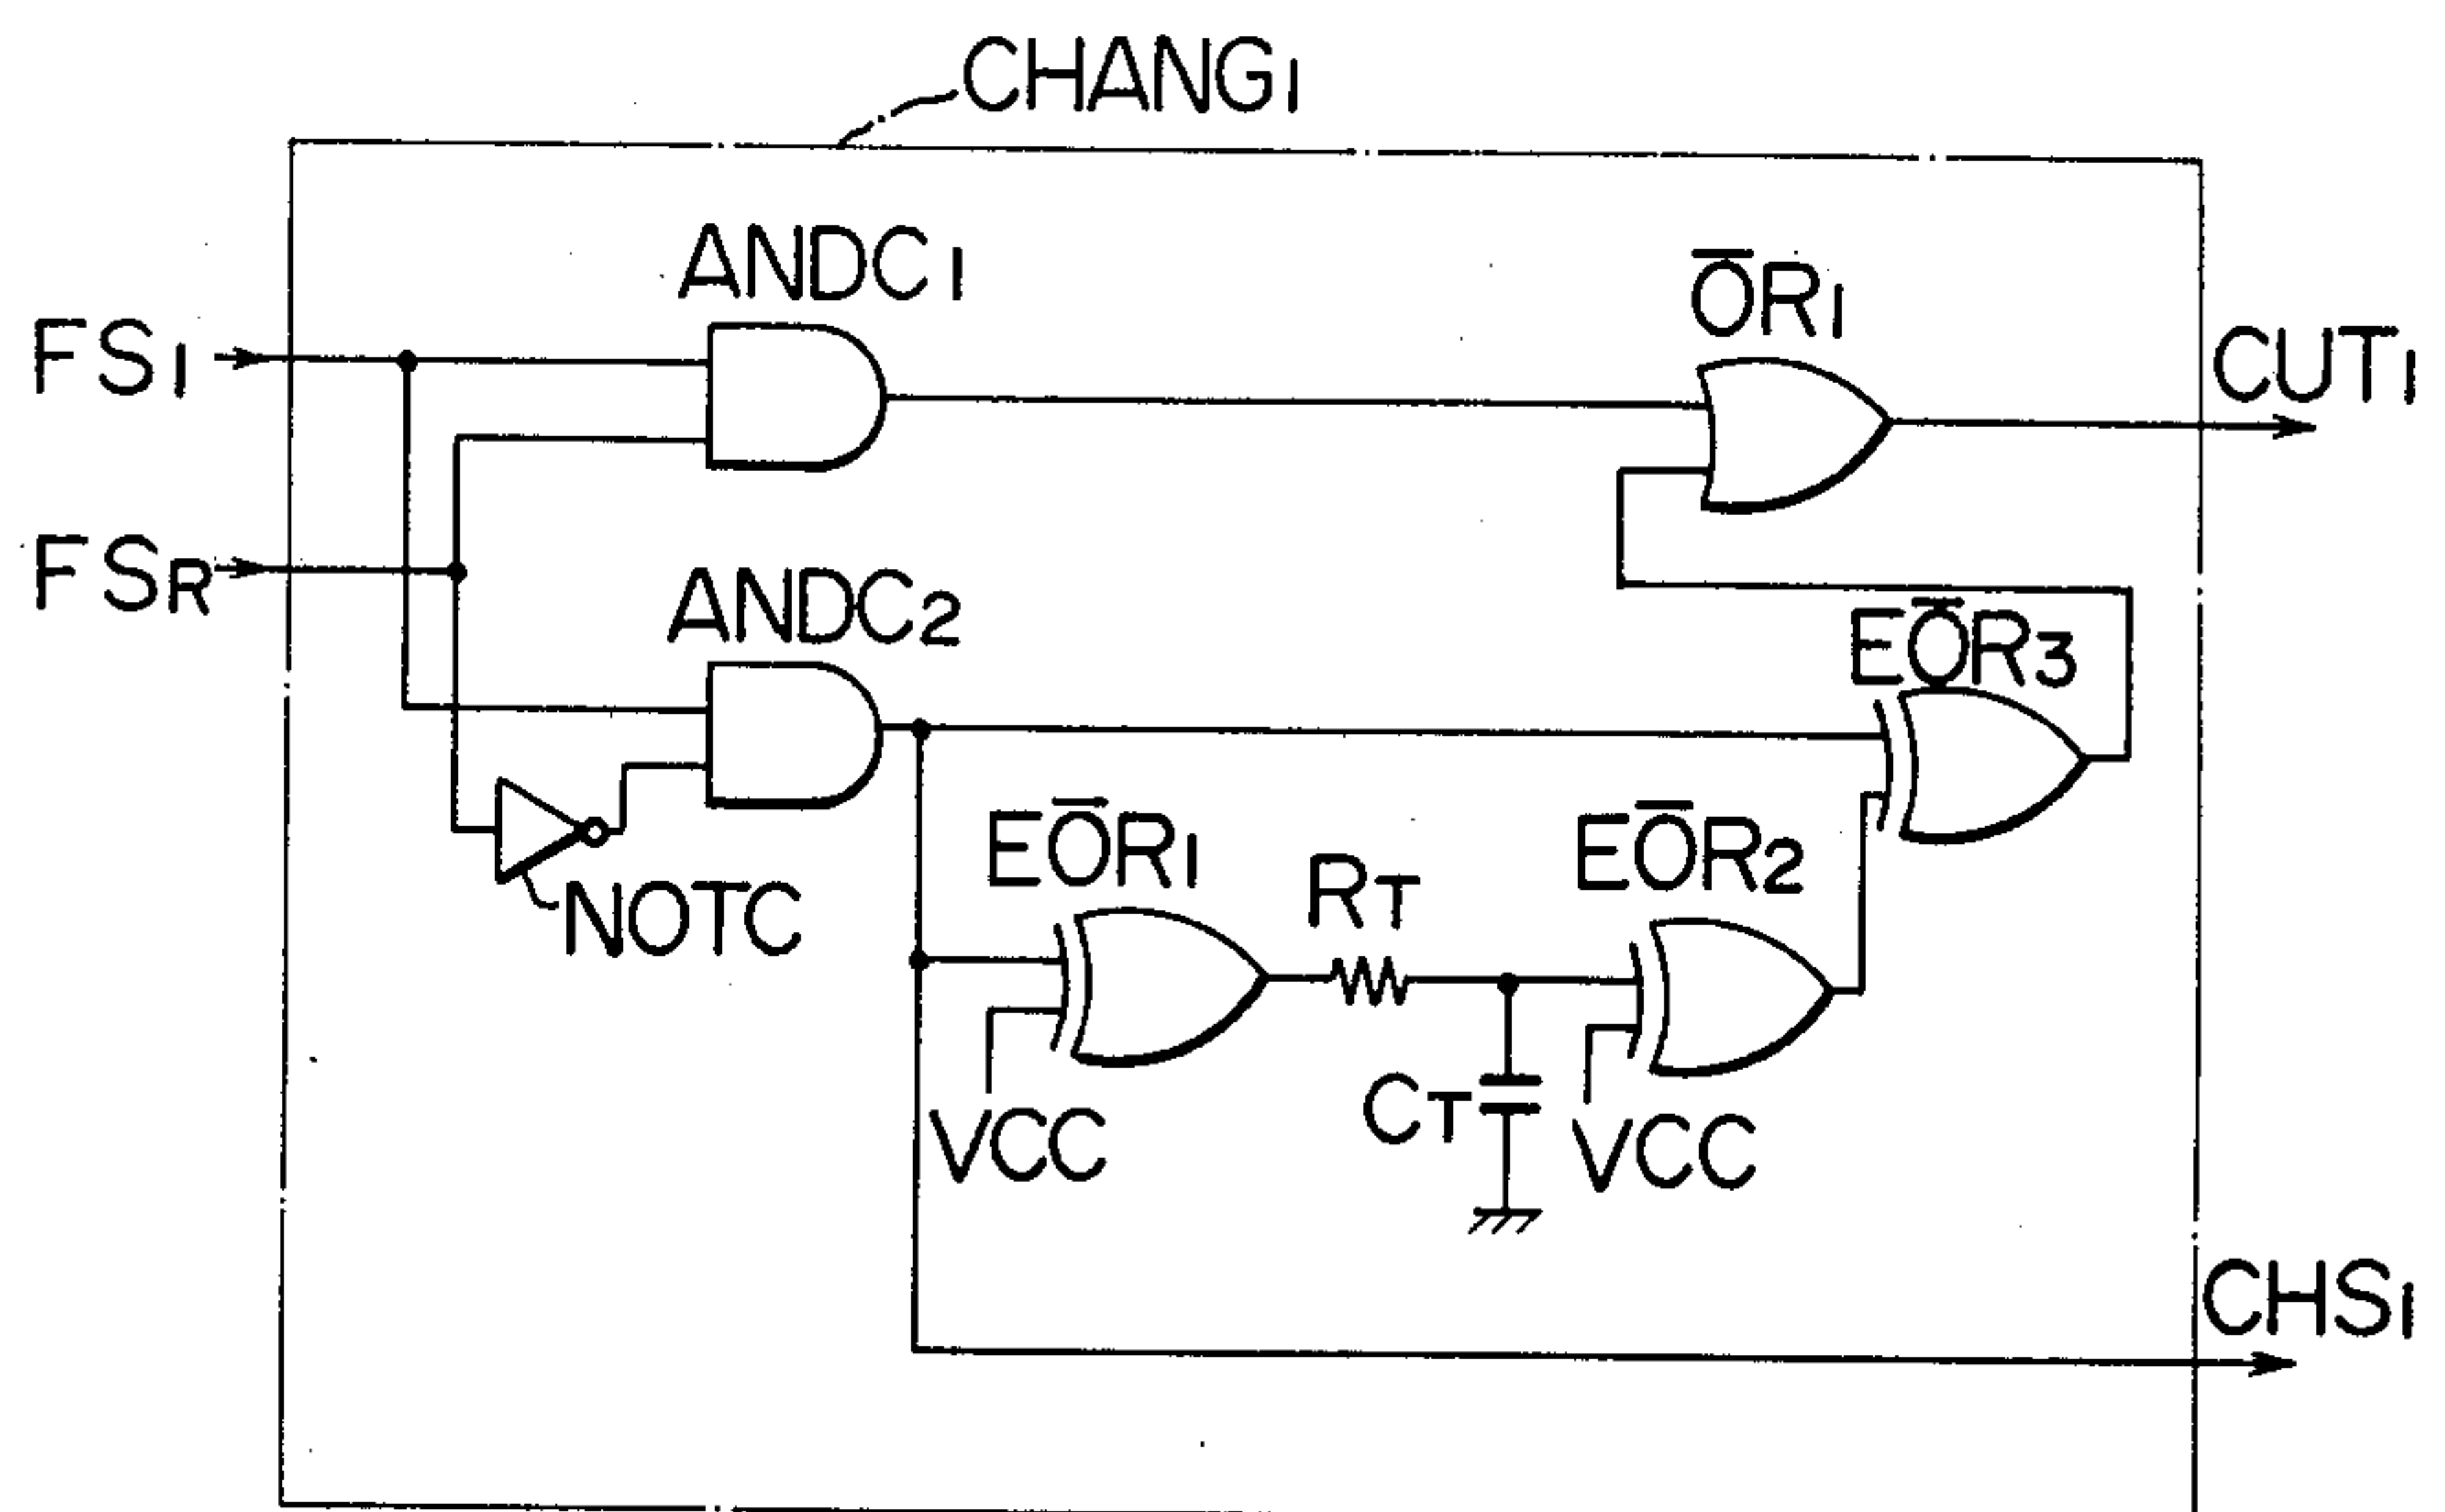 CHANG1
ANDC1
ŌR1
FS1
CUT1
FSR
ANDC2
EŌR3
EŌR1
EŌR2
RT
NOTC
CT
VCC
VCC
CHS1